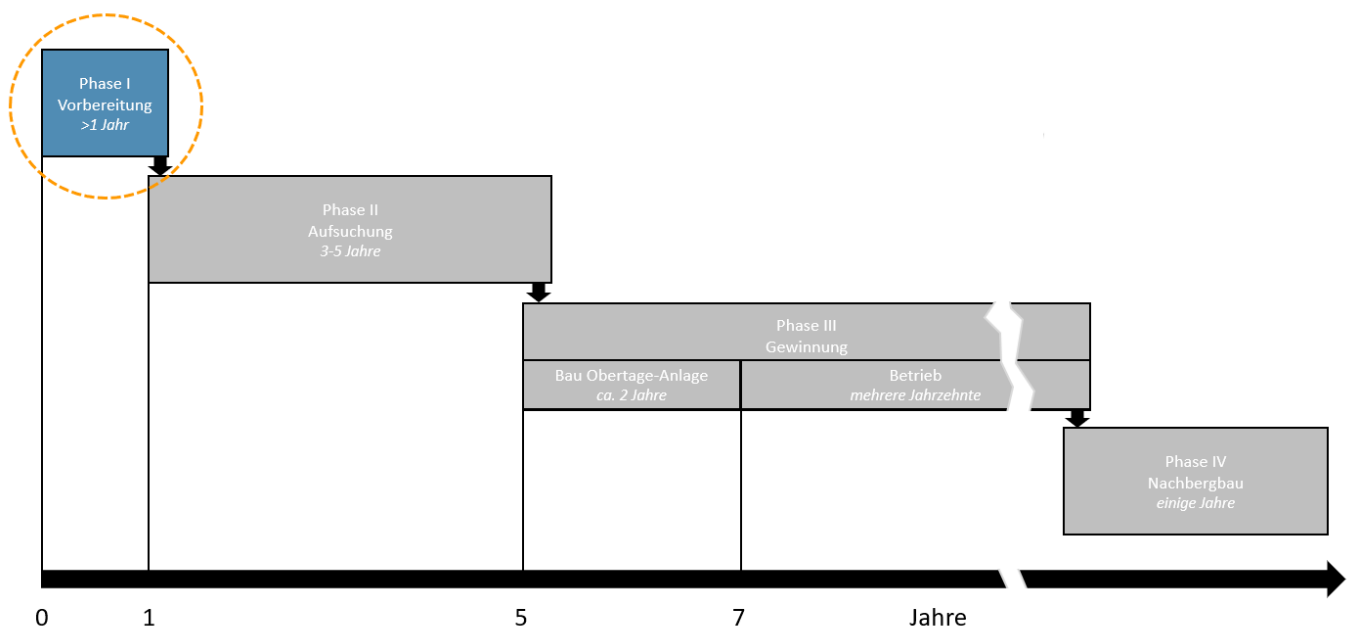 Phase I
Vorbereitung
>1 Jahr
Phase II
Aufsuchung
3-5 Jahre
Phase III
Gewinnung
Bau Obertage-Anlage
ca. 2 Jahre
Betrieb
mehrere Jahrzehnte
Phase IV
Nachbergbau
einige Jahre
0 1 5 7 Jahre